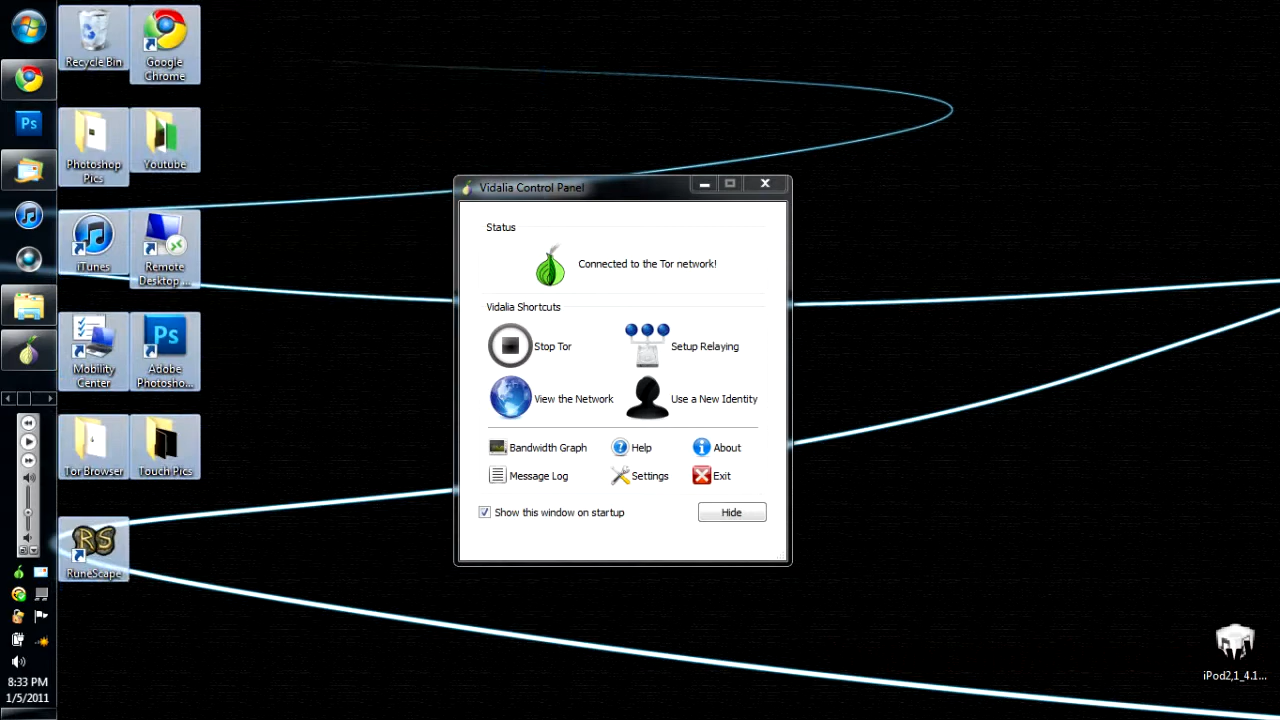 Recycle Bin
Google
Chrome
Ps
Photoshop
Pics
Youtube
iTunes
Remote
Desktop ...
Mobility
Center
Ps
Adobe
Photosho...
Tor Browser
Touch Pics
RS
RuneScape
8:33 PM
1/5/2011
Vidalia Control Panel
Status
Connected to the Tor network!
Vidalia Shortcuts
Stop Tor
Setup Relaying
View the Network
Use a New Identity
Bandwidth Graph
Help
About
Message Log
Settings
Exit
Show this window on startup
Hide
iPod2,1_4.1...